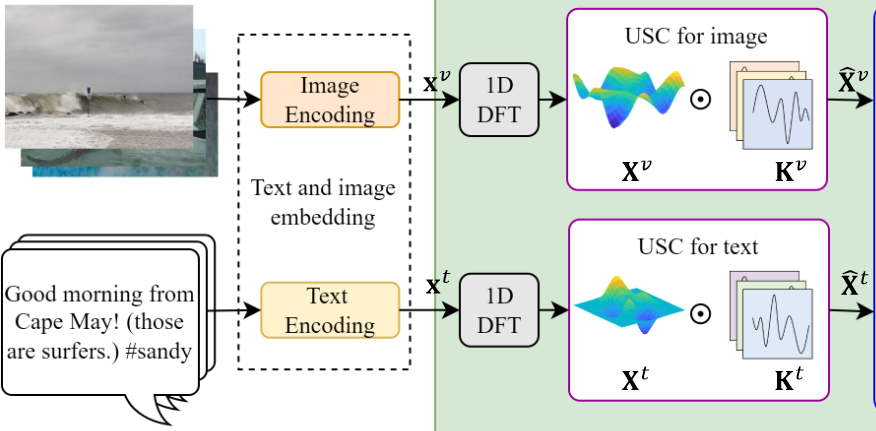 Image
Encoding
x^v
1D
DFT
USC for image
⊙
X^v
K^v
X̂^v
Text and image
embedding
Good morning from
Cape May! (those
are surfers.) #sandy
Text
Encoding
x^t
1D
DFT
USC for text
⊙
X^t
K^t
X̂^t